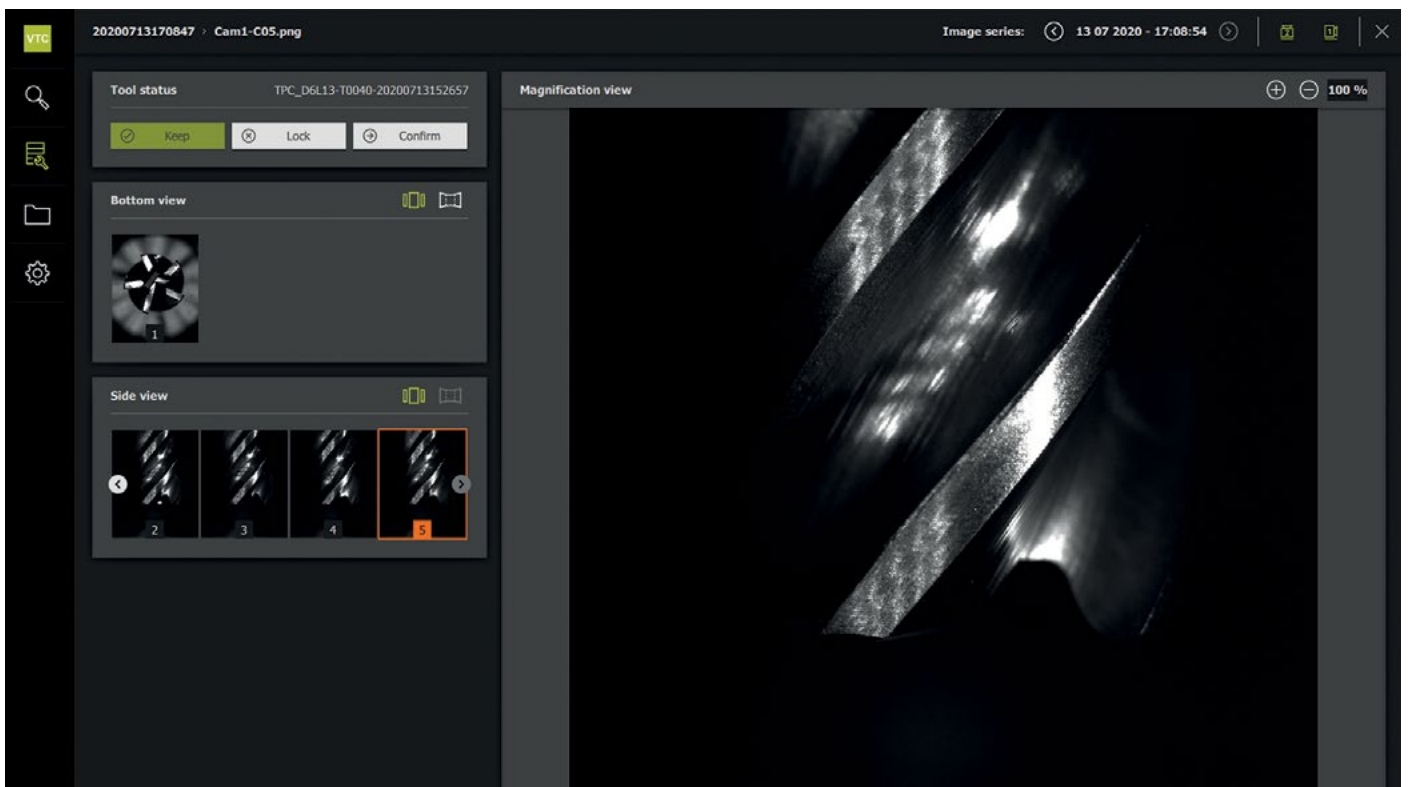 VTC
20200713170847 › Cam1-C05.png
Image series: 13 07 2020 - 17:08:54
Tool status TPC_D6L13-T0040-20200713152657
Keep Lock Confirm
Bottom view
1
Side view
2 3 4 5
Magnification view 100 %